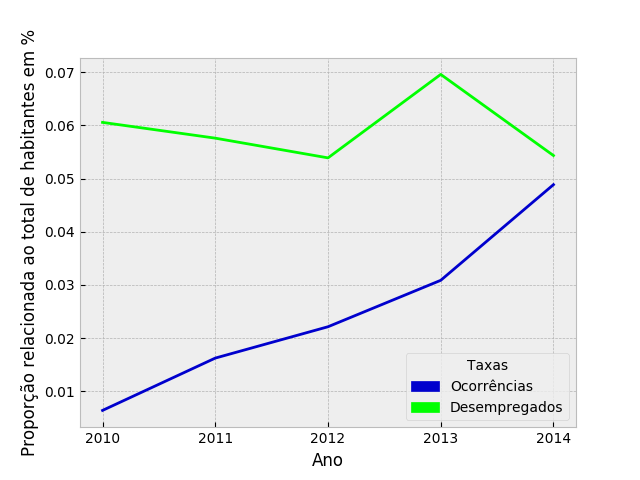 Proporção relacionada ao total de habitantes em %
0.07
0.06
0.05
0.04
0.03
0.02
0.01
Taxas
Ocorrências
Desempregados
2010 2011 2012 2013 2014
Ano